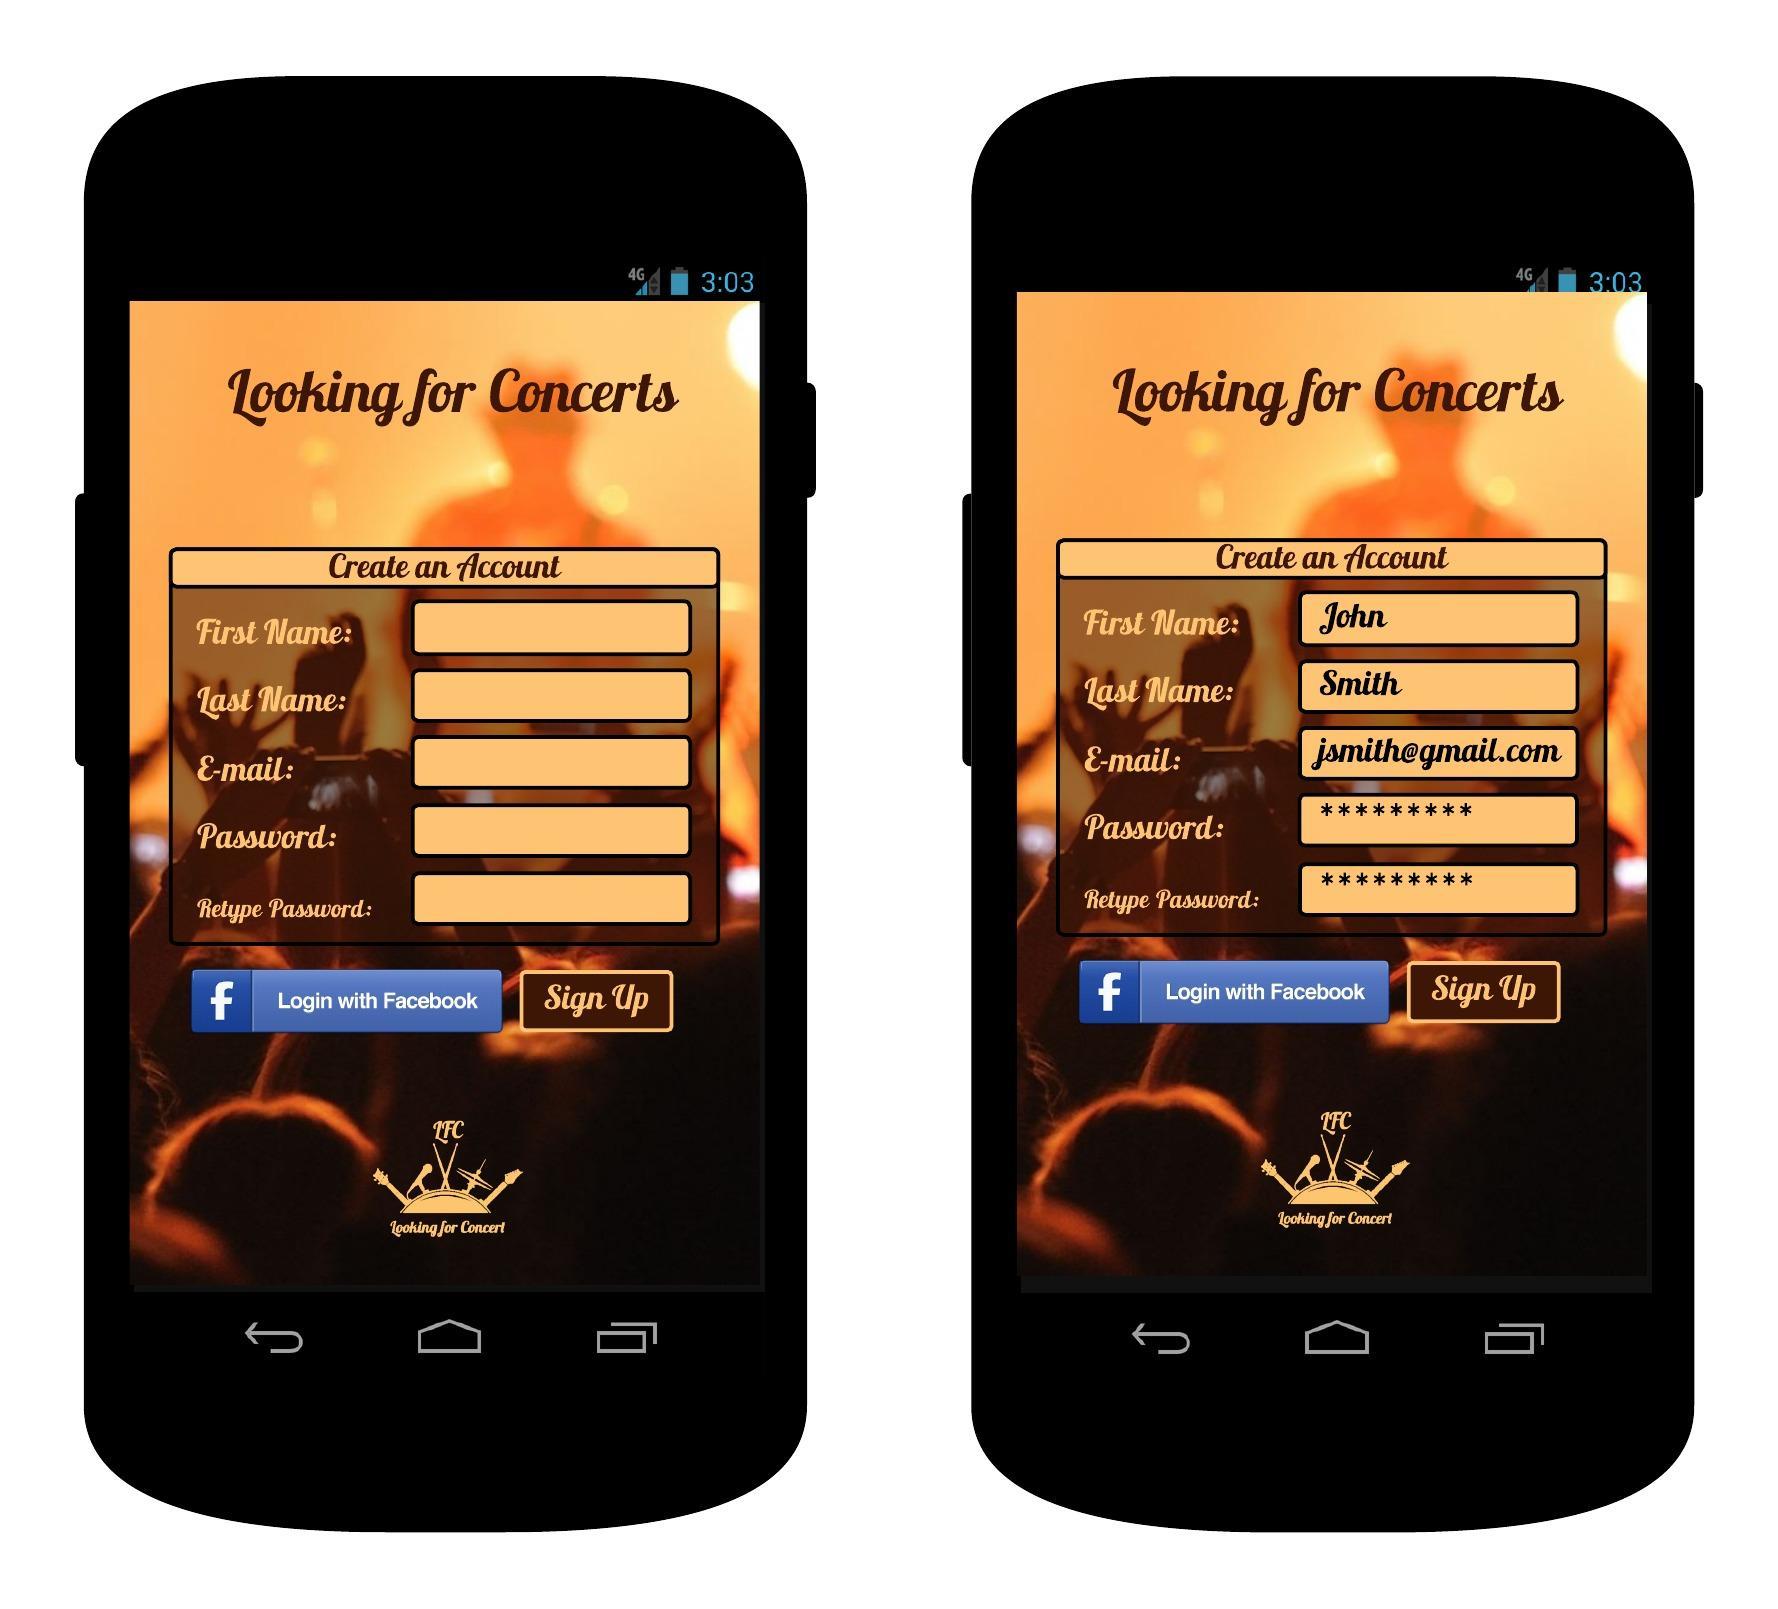 4G 3:03
Looking for Concerts
Create an Account
First Name:
Last Name:
E-mail:
Password:
Retype Password:
f Login with Facebook
Sign Up
LFC
Looking for Concert
4G 3:03
Looking for Concerts
Create an Account
First Name: John
Last Name: Smith
E-mail: jsmith@gmail.com
Password: *********
Retype Password: *********
f Login with Facebook
Sign Up
LFC
Looking for Concert